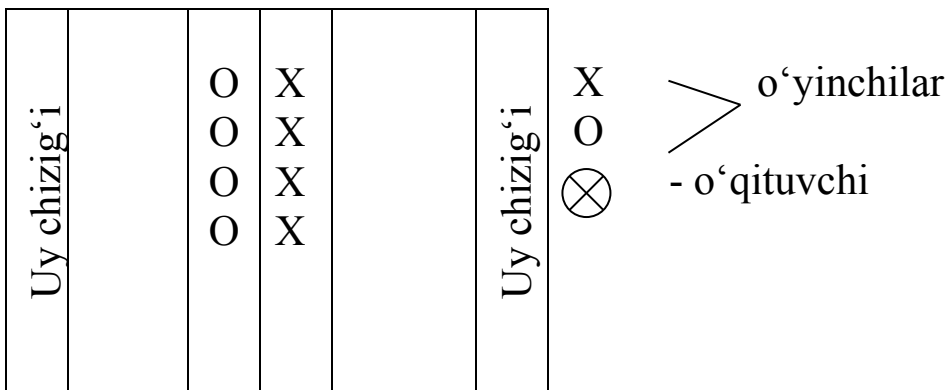 Uy chizig‘i
O X
O X
O X
O X
Uy chizig‘i
X
O
o‘yinchilar
- o‘qituvchi